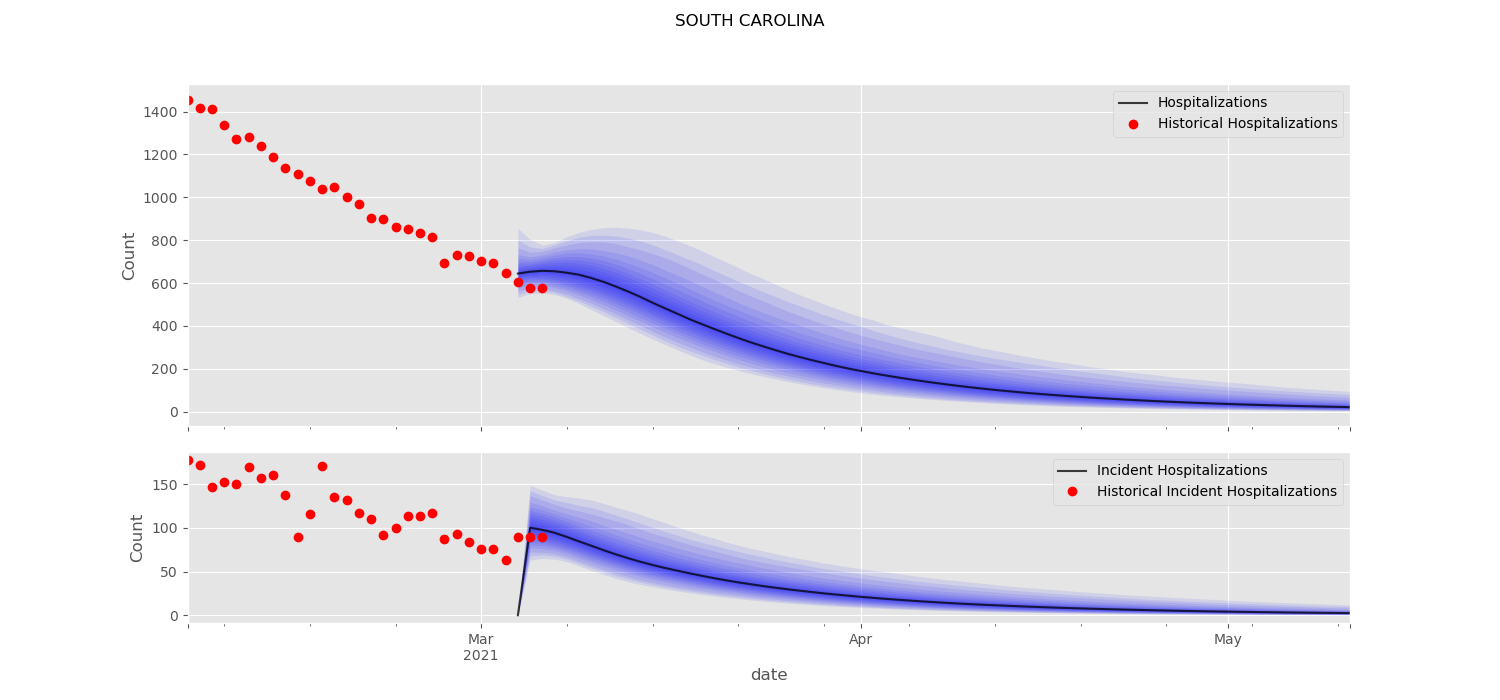 SOUTH CAROLINA
1400
1200
1000
800
600
400
200
0
Count
Hospitalizations
Historical Hospitalizations
150
100
50
0
Count
Incident Hospitalizations
Historical Incident Hospitalizations
Mar
2021
Apr
May
date